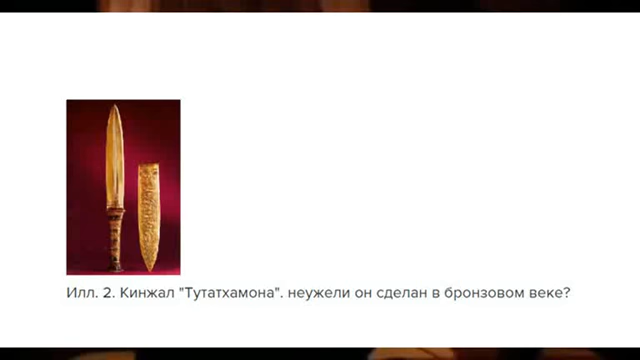 Илл. 2. Кинжал "Тутатхамона". неужели он сделан в бронзовом веке?